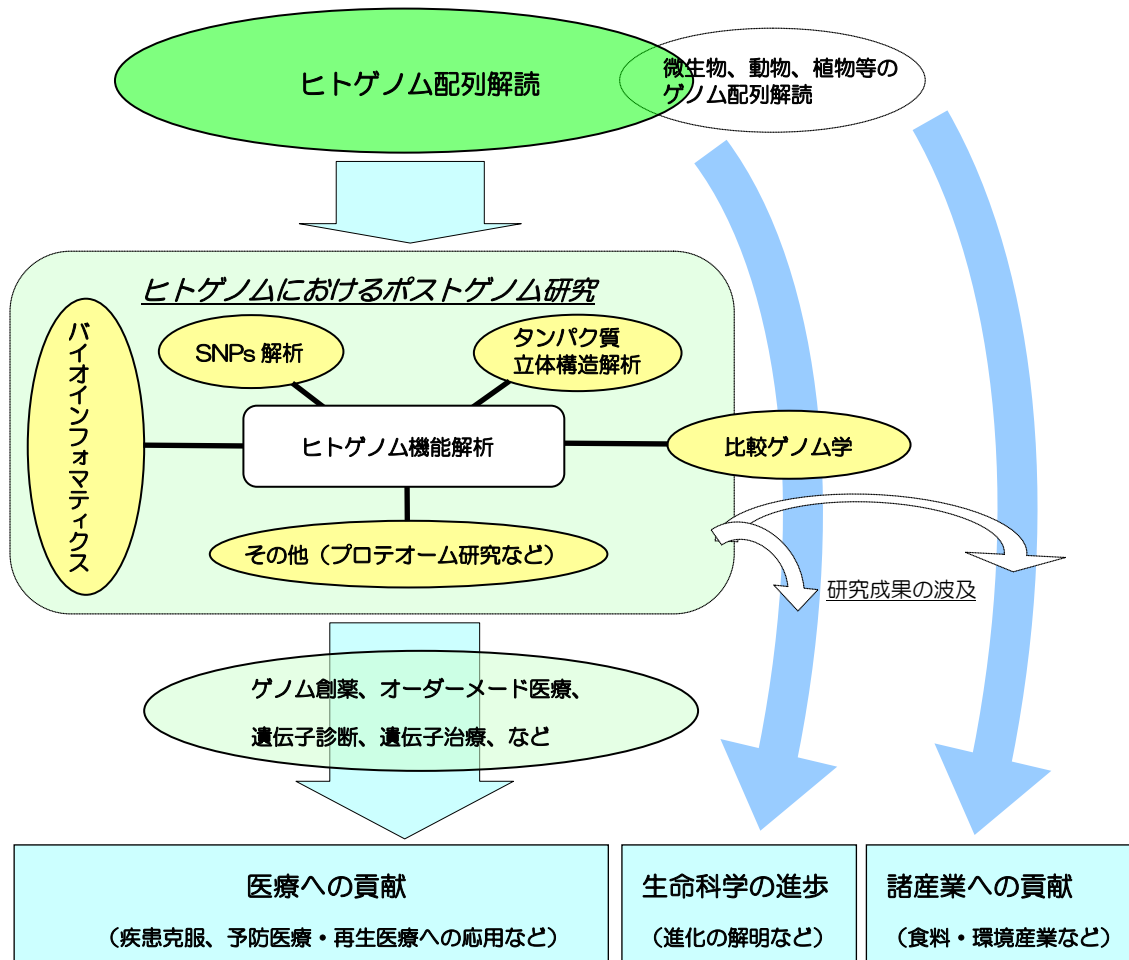 ヒトゲノム配列解読
微生物、動物、植物等の
ゲノム配列解読
ヒトゲノムにおけるポストゲノム研究
バイオインフォマティクス
SNPs 解析
タンパク質
立体構造解析
ヒトゲノム機能解析
比較ゲノム学
その他（プロテオーム研究など）
研究成果の波及
ゲノム創薬、オーダーメード医療、
遺伝子診断、遺伝子治療、など
医療への貢献
（疾患克服、予防医療・再生医療への応用など）
生命科学の進歩
（進化の解明など）
諸産業への貢献
（食料・環境産業など）